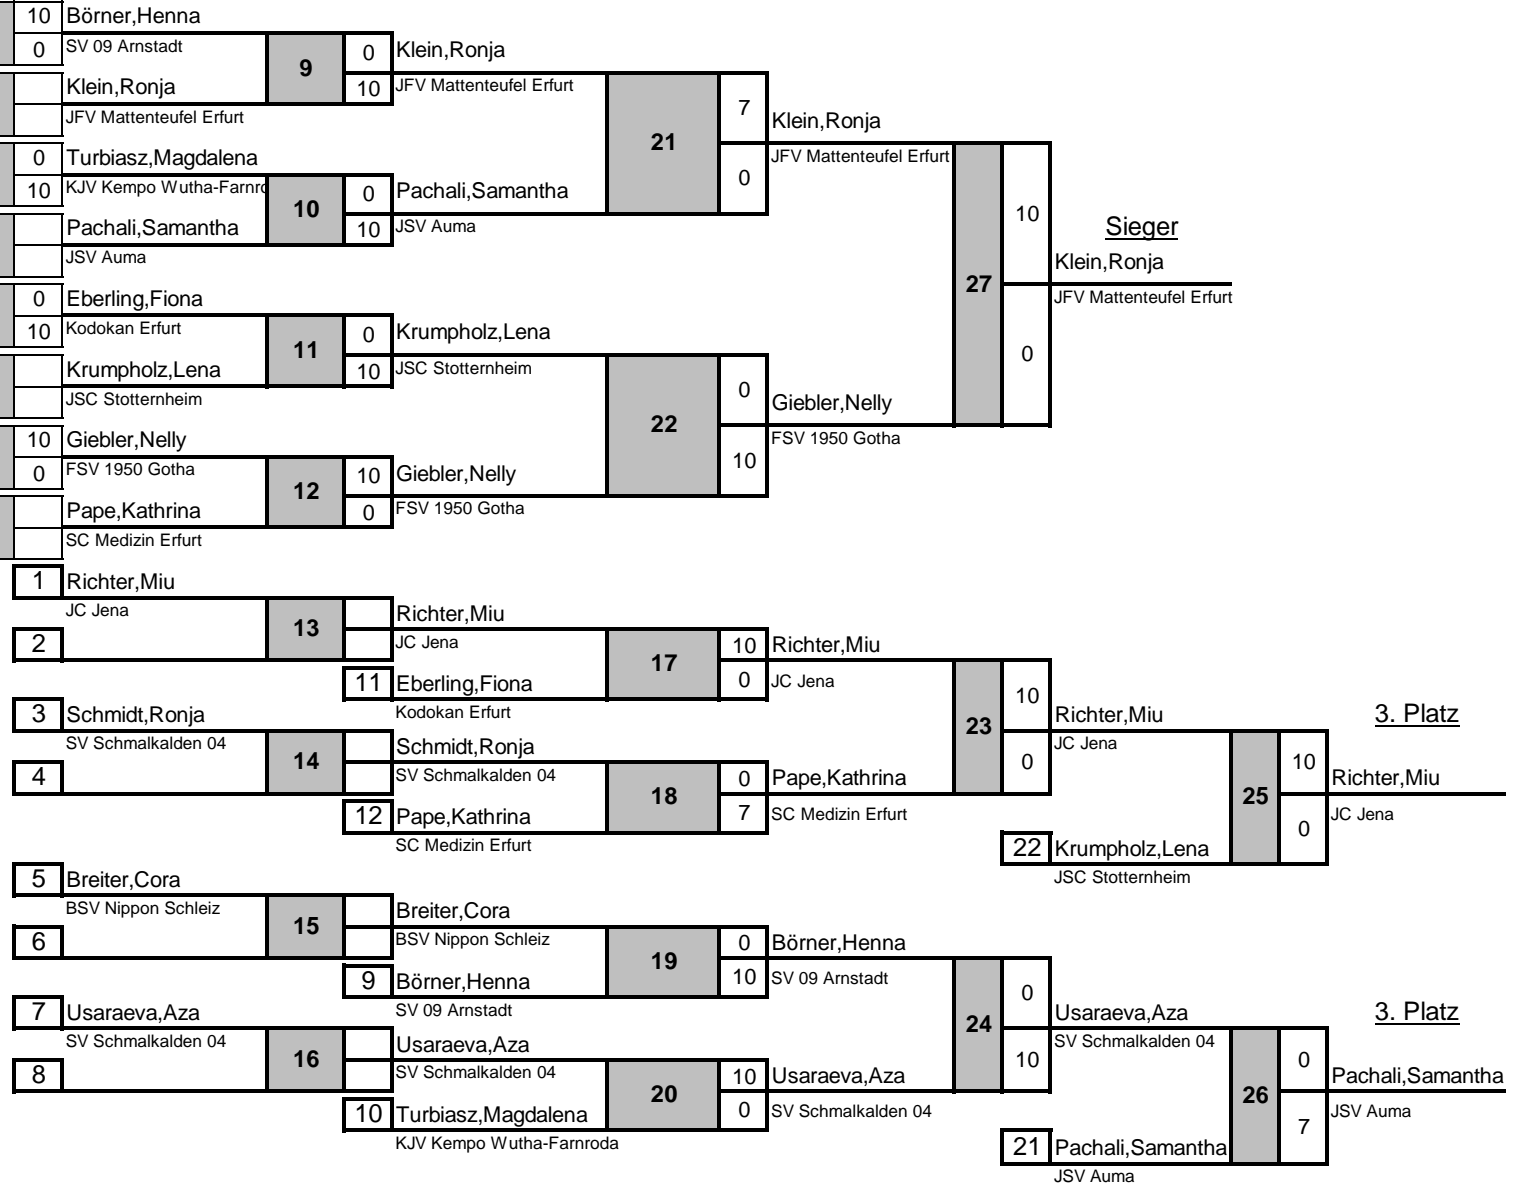 10 Börner,Henna
0 SV 09 Arnstadt
9
0 Klein,Ronja
10 JFV Mattenteufel Erfurt
Klein,Ronja
JFV Mattenteufel Erfurt
21
7 Klein,Ronja
0 JFV Mattenteufel Erfurt
0 Turbiasz,Magdalena
10 KJV Kempo Wutha-Farnro
10
0 Pachali,Samantha
10 JSV Auma
Pachali,Samantha
JSV Auma
27
10
0
Sieger
Klein,Ronja
JFV Mattenteufel Erfurt
0 Eberling,Fiona
10 Kodokan Erfurt
11
0 Krumpholz,Lena
10 JSC Stotternheim
Krumpholz,Lena
JSC Stotternheim
22
0 Giebler,Nelly
10 FSV 1950 Gotha
10 Giebler,Nelly
0 FSV 1950 Gotha
12
10 Giebler,Nelly
0 FSV 1950 Gotha
Pape,Kathrina
SC Medizin Erfurt
1 Richter,Miu
JC Jena
13
2
Richter,Miu
JC Jena
17
10 Richter,Miu
0 JC Jena
11 Eberling,Fiona
Kodokan Erfurt
3 Schmidt,Ronja
SV Schmalkalden 04
14
4
Schmidt,Ronja
SV Schmalkalden 04
18
0 Pape,Kathrina
7 SC Medizin Erfurt
12 Pape,Kathrina
SC Medizin Erfurt
23
10 Richter,Miu
0 JC Jena
3. Platz
25
10 Richter,Miu
0 JC Jena
22 Krumpholz,Lena
JSC Stotternheim
5 Breiter,Cora
BSV Nippon Schleiz
15
6
Breiter,Cora
BSV Nippon Schleiz
19
0 Börner,Henna
10 SV 09 Arnstadt
9 Börner,Henna
SV 09 Arnstadt
7 Usaraeva,Aza
SV Schmalkalden 04
16
8
Usaraeva,Aza
SV Schmalkalden 04
20
10 Usaraeva,Aza
0 SV Schmalkalden 04
10 Turbiasz,Magdalena
KJV Kempo Wutha-Farnroda
24
0 Usaraeva,Aza
10 SV Schmalkalden 04
3. Platz
26
0 Pachali,Samantha
7 JSV Auma
21 Pachali,Samantha
JSV Auma